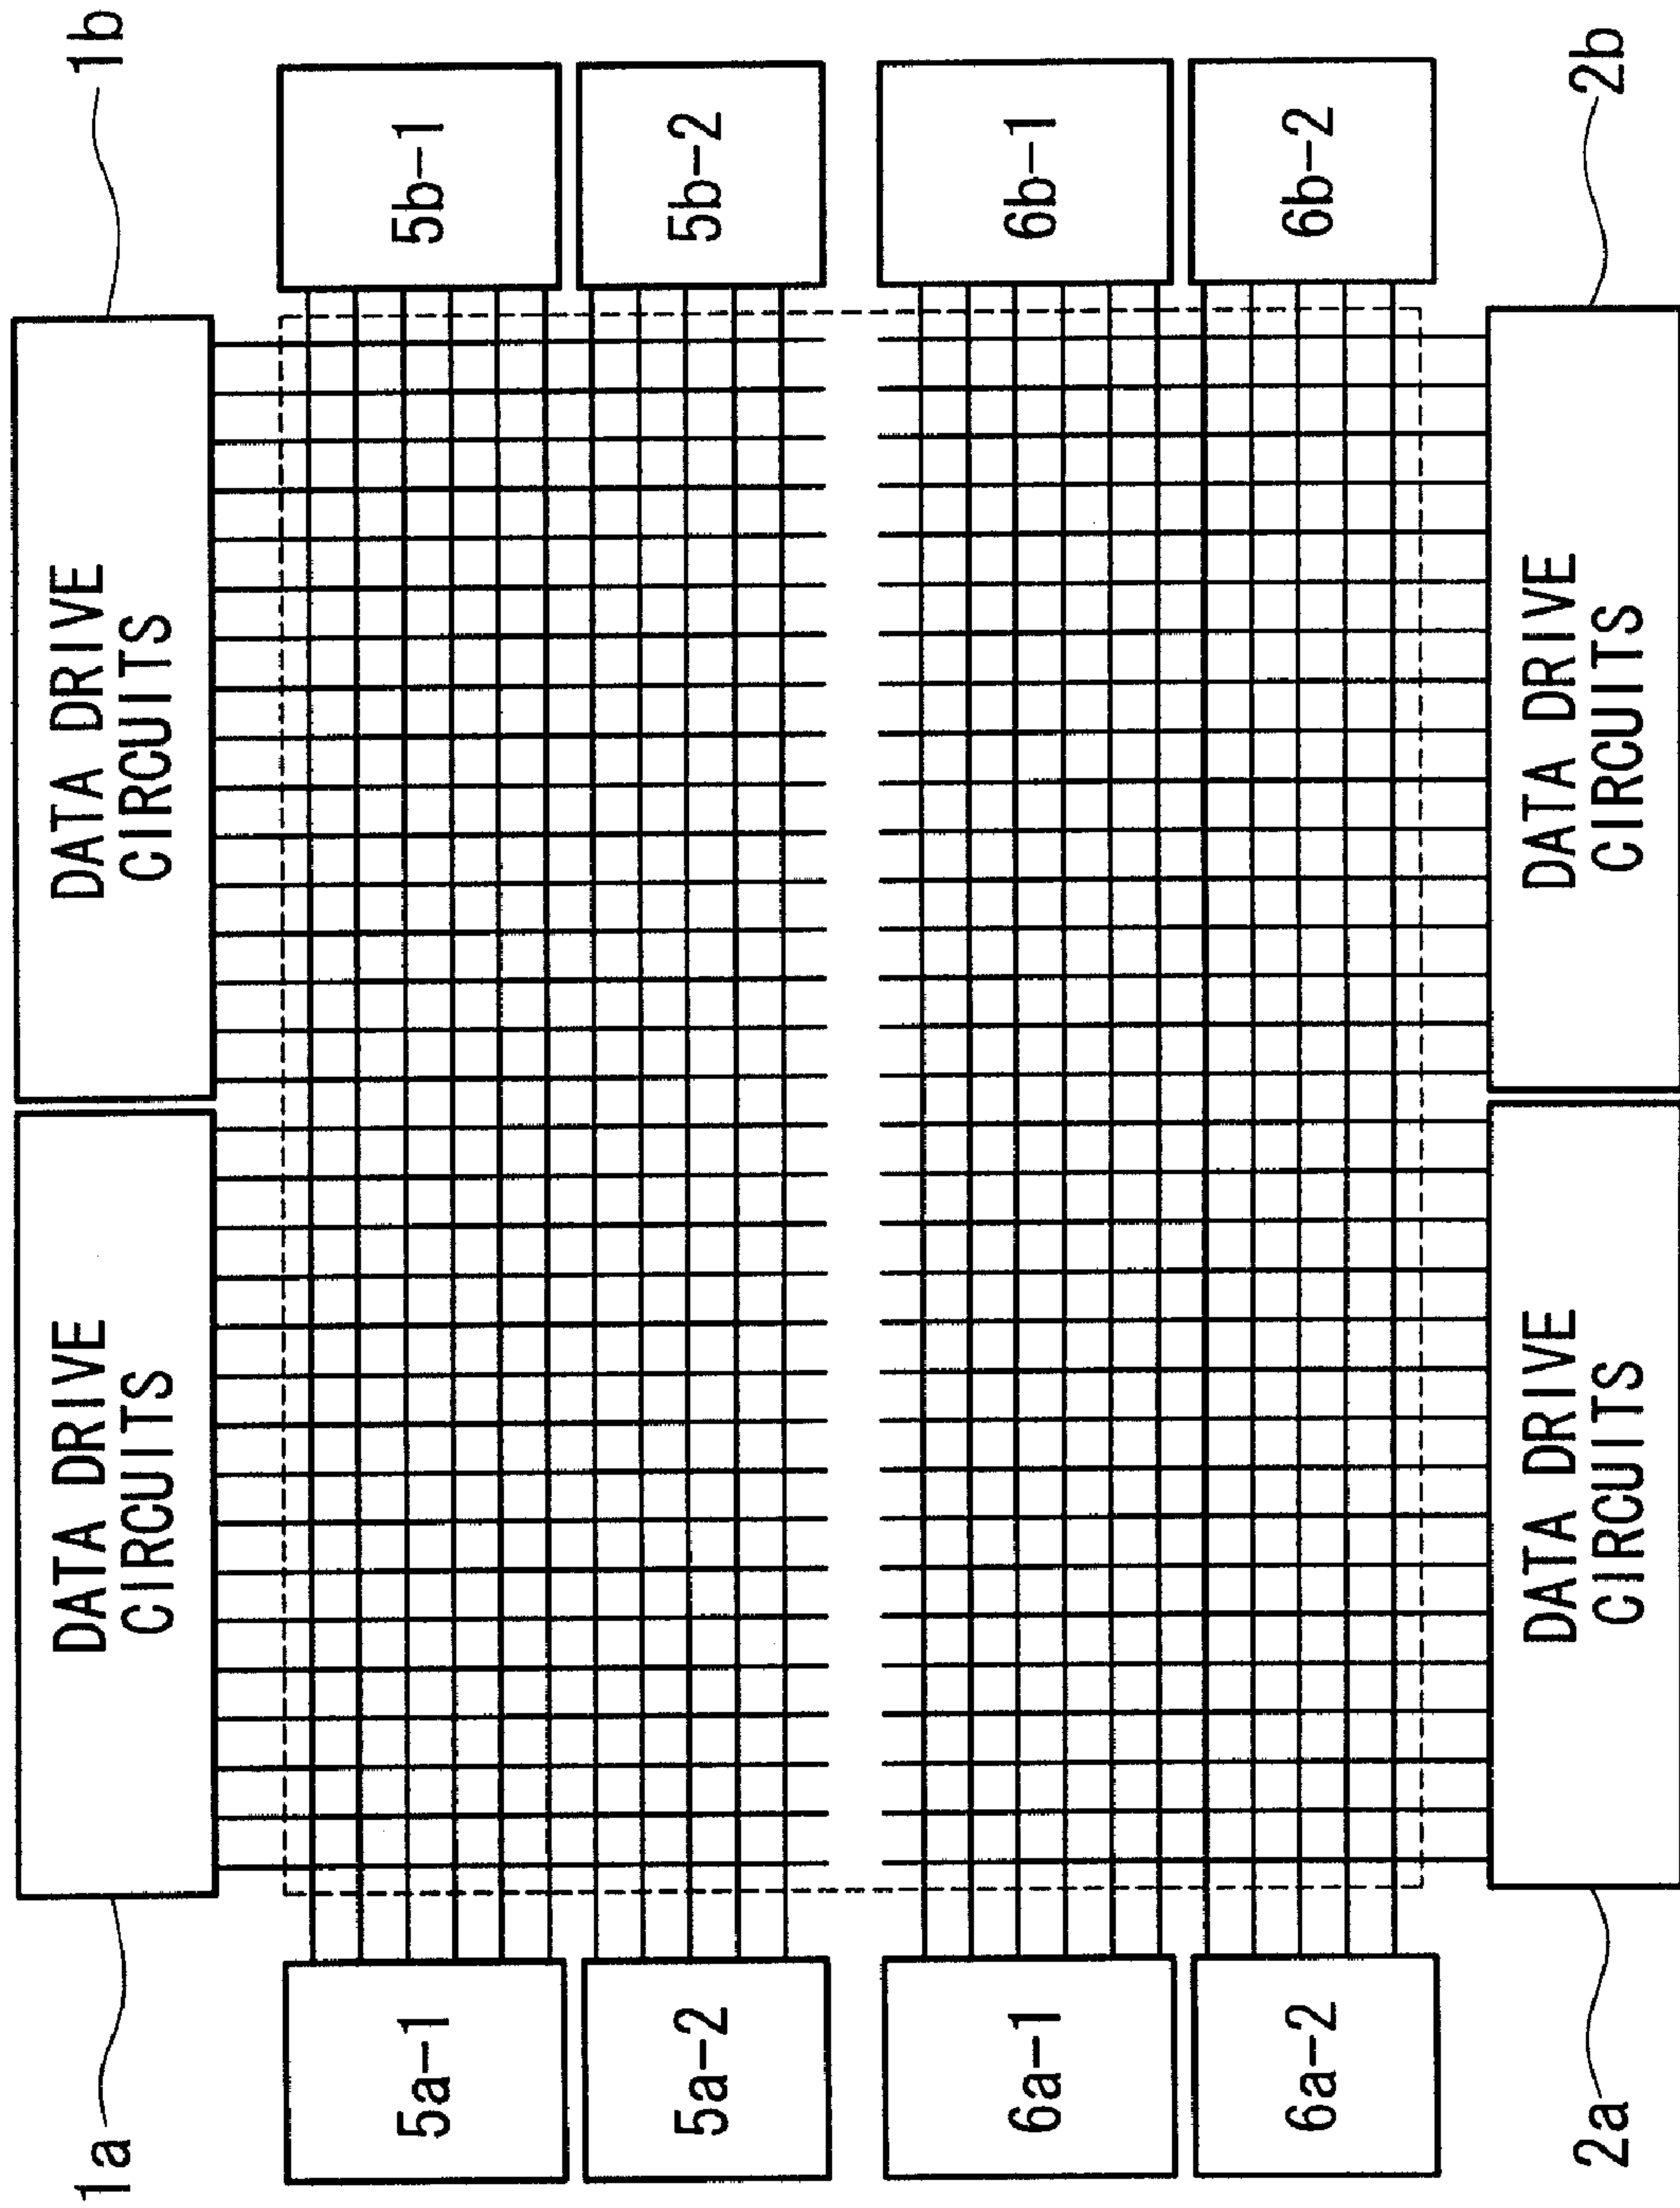 1a
1b
DATA DRIVE
CIRCUITS
DATA DRIVE
CIRCUITS
5a-1
5b-1
5a-2
5b-2
6a-1
6b-1
6a-2
6b-2
DATA DRIVE
CIRCUITS
DATA DRIVE
CIRCUITS
2a
2b